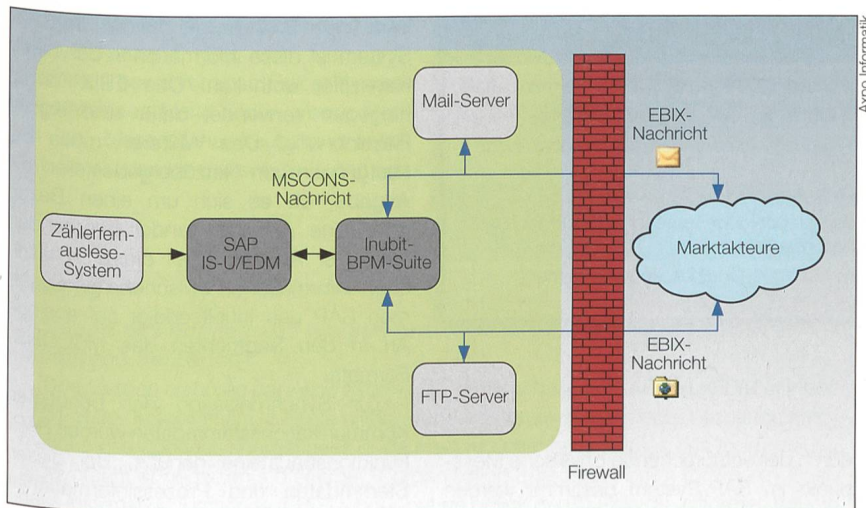 Mail-Server
EBIX-
Nachricht
MSCONS-
Nachricht
Zählerfern-
auslese-
System
SAP
IS-U/EDM
Inubit-
BPM-Suite
Marktakteure
EBIX-
Nachricht
FTP-Server
Firewall
Axpo Informatik